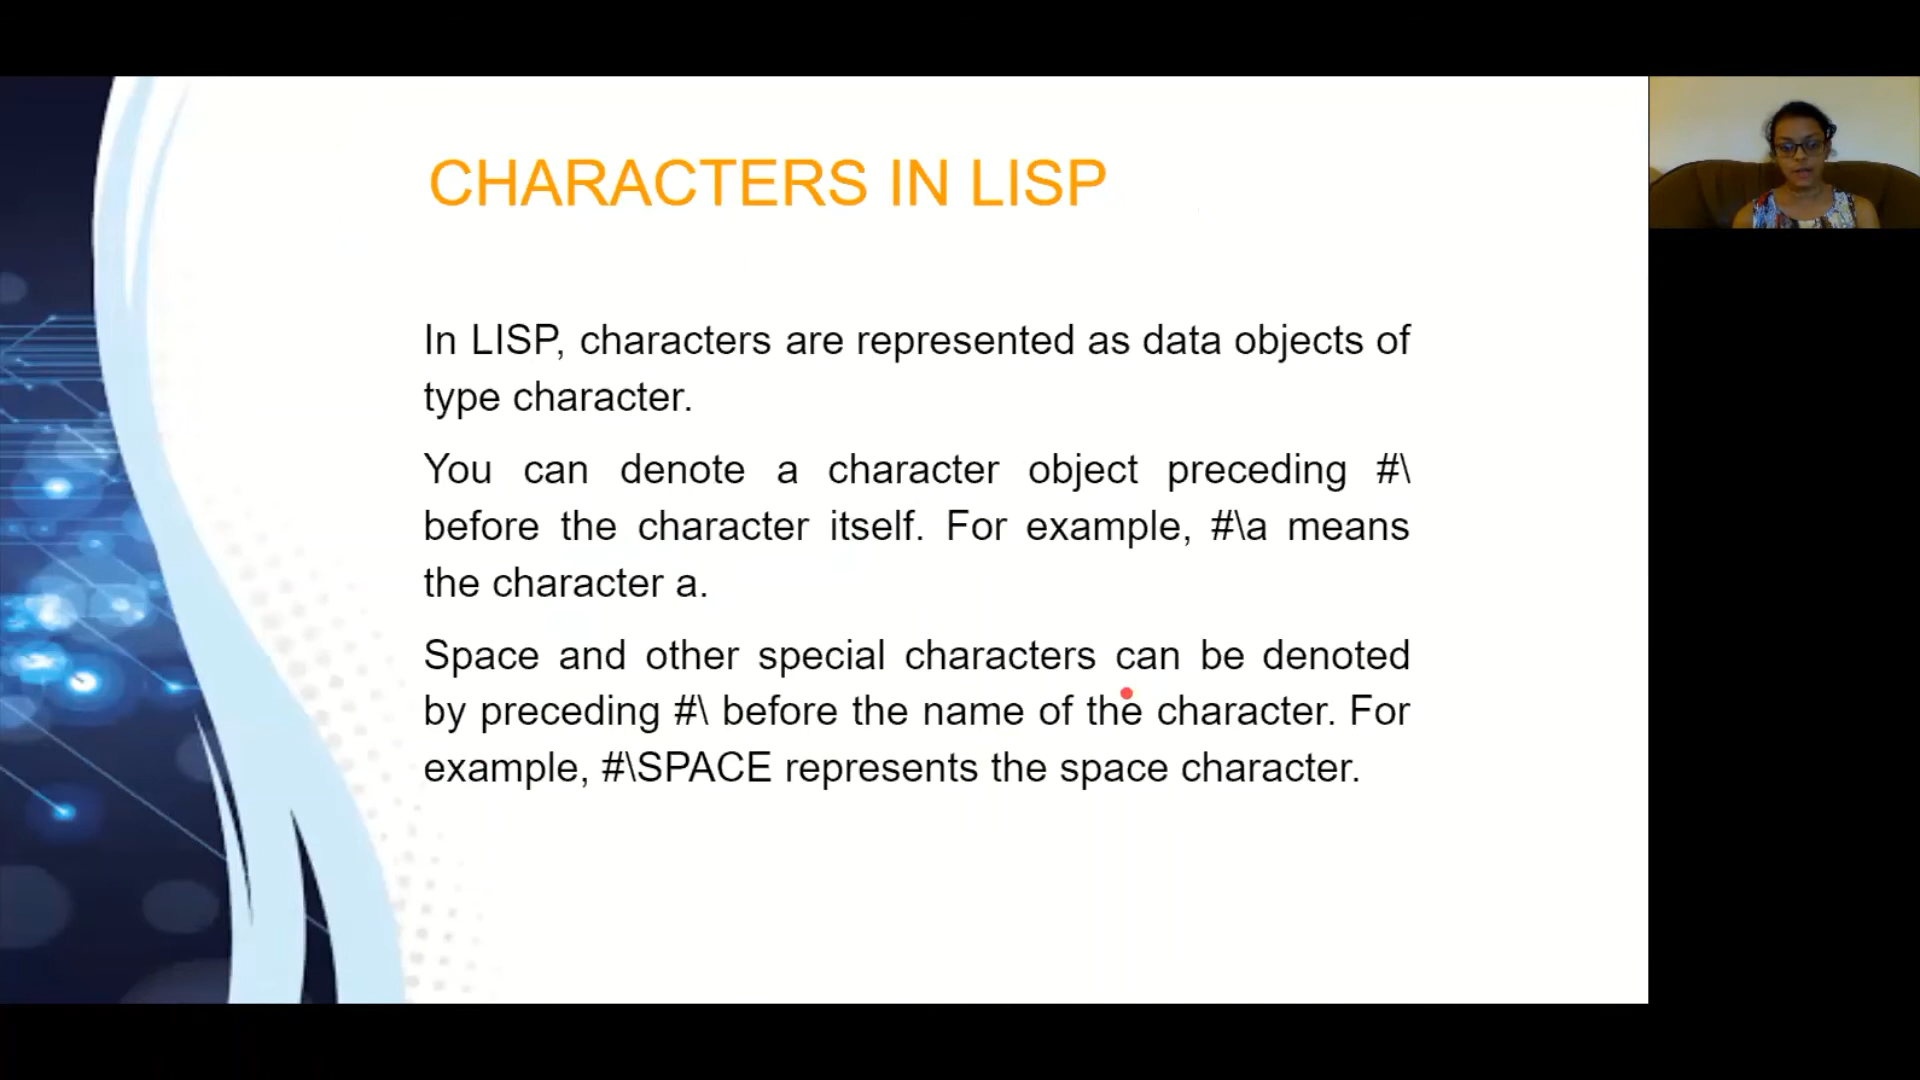 CHARACTERS IN LISP
In LISP, characters are represented as data objects of
type character.
You can denote a character object preceding #\
before the character itself. For example, #\a means
the character a.
Space and other special characters can be denoted
by preceding #\ before the name of the character. For
example, #\SPACE represents the space character.